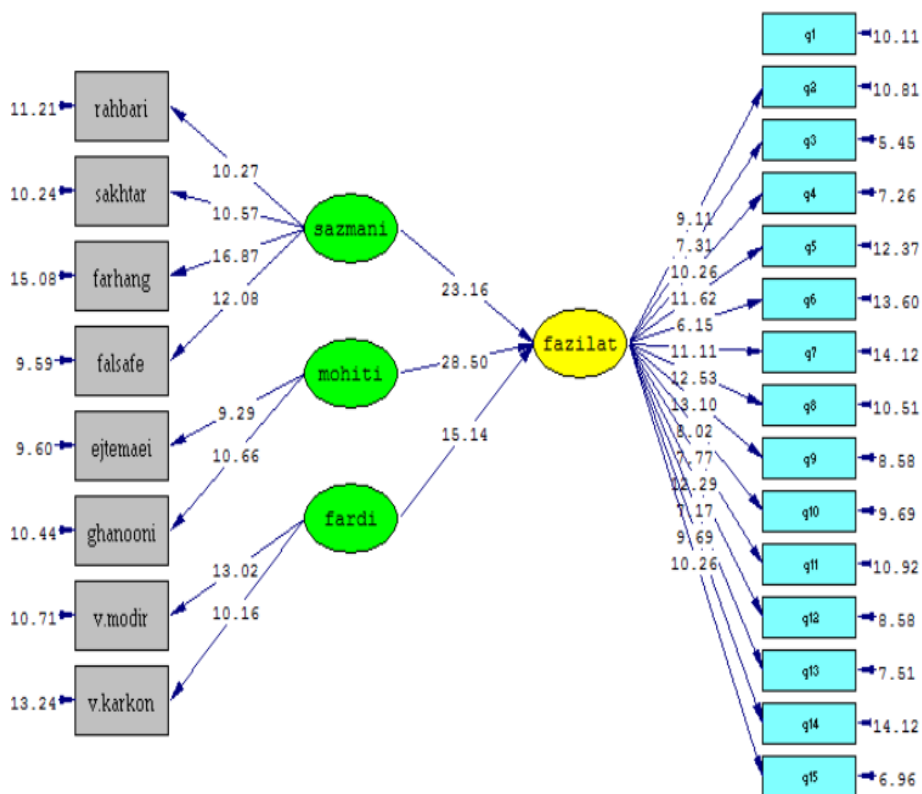 11.21
rahbari
10.24
sakhtar
15.08
farhang
9.59
falsafe
9.60
ejtemaei
10.44
ghanooni
10.71
v.modir
13.24
v.karkon
10.27
10.57
16.87
12.08
9.29
10.66
13.02
10.16
sazmani
mohiti
fardi
23.16
28.50
15.14
fazilat
9.11
7.31
10.26
11.62
6.15
11.11
12.53
13.10
8.02
7.77
12.29
7.17
9.69
10.26
q1
10.11
q2
10.81
q3
5.45
q4
7.26
q5
12.37
q6
13.60
q7
14.12
q8
10.51
q9
8.58
q10
9.69
q11
10.92
q12
8.58
q13
7.51
q14
14.12
q15
6.96